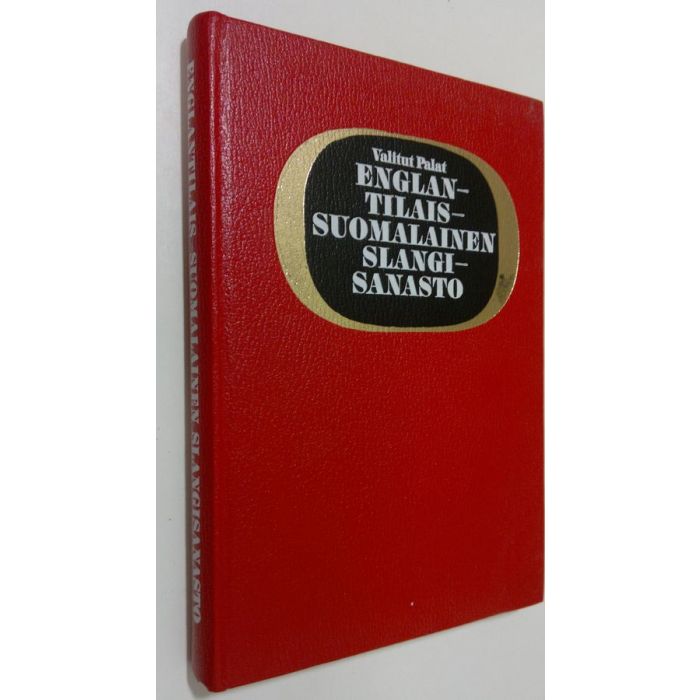 Valitut Palat
ENGLAN–
TILAIS–
SUOMALAINEN
SLANGI–
SANASTO
ENGLANTILAIS–SUOMALAINEN SLANGISANASTO